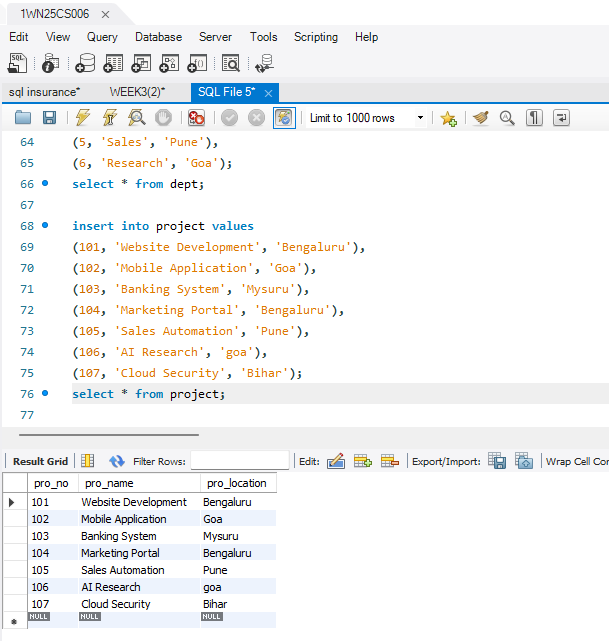 1WN25CS006
Edit View Query Database Server Tools Scripting Help
sql insurance* WEEK3(2)* SQL File 5*
Limit to 1000 rows
64 (5, 'Sales', 'Pune'),
65 (6, 'Research', 'Goa');
66 select * from dept;
67
68 insert into project values
69 (101, 'Website Development', 'Bengaluru'),
70 (102, 'Mobile Application', 'Goa'),
71 (103, 'Banking System', 'Mysuru'),
72 (104, 'Marketing Portal', 'Bengaluru'),
73 (105, 'Sales Automation', 'Pune'),
74 (106, 'AI Research', 'goa'),
75 (107, 'Cloud Security', 'Bihar');
76 select * from project;
77
Result Grid Filter Rows: Edit: Export/Import: Wrap Cell Con
pro_no pro_name pro_location
101 Website Development Bengaluru
102 Mobile Application Goa
103 Banking System Mysuru
104 Marketing Portal Bengaluru
105 Sales Automation Pune
106 AI Research goa
107 Cloud Security Bihar
NULL NULL NULL